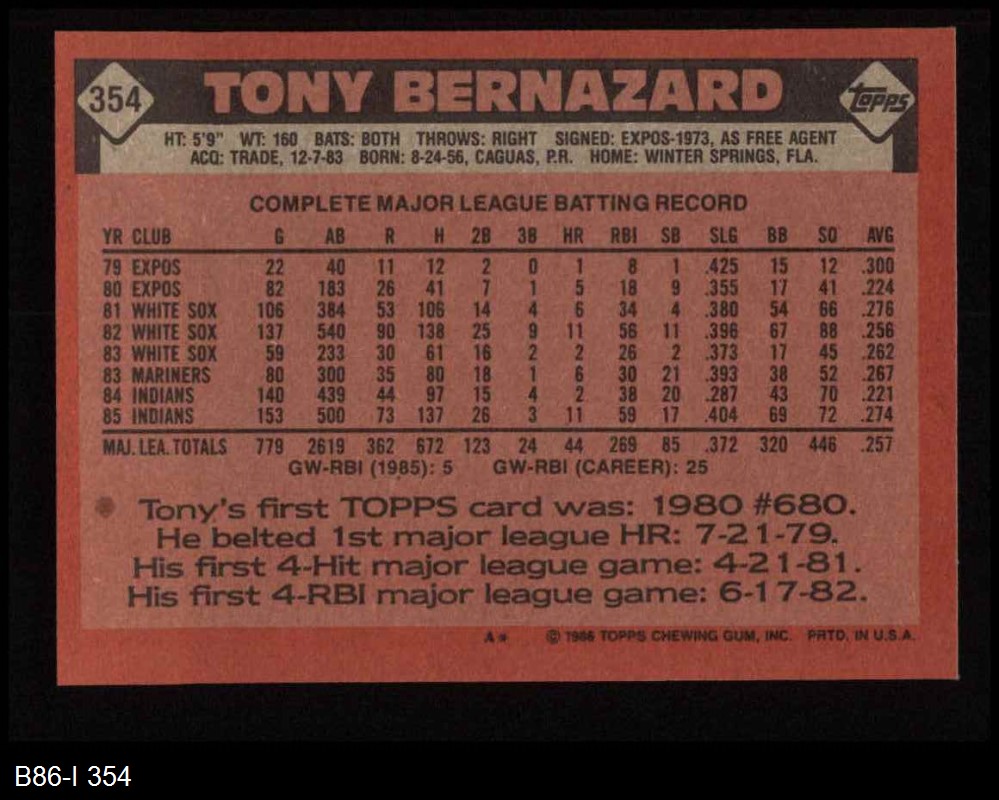 354 TONY BERNAZARD TOPPS
HT: 5'9" WT: 160 BATS: BOTH THROWS: RIGHT SIGNED: EXPOS-1973, AS FREE AGENT
ACQ: TRADE, 12-7-83 BORN: 8-24-56, CAGUAS, P.R. HOME: WINTER SPRINGS, FLA.
COMPLETE MAJOR LEAGUE BATTING RECORD
YR CLUB G AB R H 2B 3B HR RBI SB SLG BB SO AVG
79 EXPOS 22 40 11 12 2 0 1 8 1 .425 15 12 .300
80 EXPOS 82 183 26 41 7 1 5 18 9 .355 17 41 .224
81 WHITE SOX 106 384 53 106 14 4 6 34 4 .380 54 66 .276
82 WHITE SOX 137 540 90 138 25 9 11 56 11 .396 67 88 .256
83 WHITE SOX 59 233 30 61 16 2 2 26 2 .373 17 45 .262
83 MARINERS 80 300 35 80 18 1 6 30 21 .393 38 52 .267
84 INDIANS 140 439 44 97 15 4 2 38 20 .287 43 70 .221
85 INDIANS 153 500 73 137 26 3 11 59 17 .404 69 72 .274
MAJ. LEA. TOTALS 779 2619 362 672 123 24 44 269 85 .372 320 446 .257
GW-RBI (1985): 5 GW-RBI (CAREER): 25
Tony's first TOPPS card was: 1980 #680.
He belted 1st major league HR: 7-21-79.
His first 4-Hit major league game: 4-21-81.
His first 4-RBI major league game: 6-17-82.
A* © 1986 TOPPS CHEWING GUM, INC. PRTD. IN U.S.A.
B86-I 354